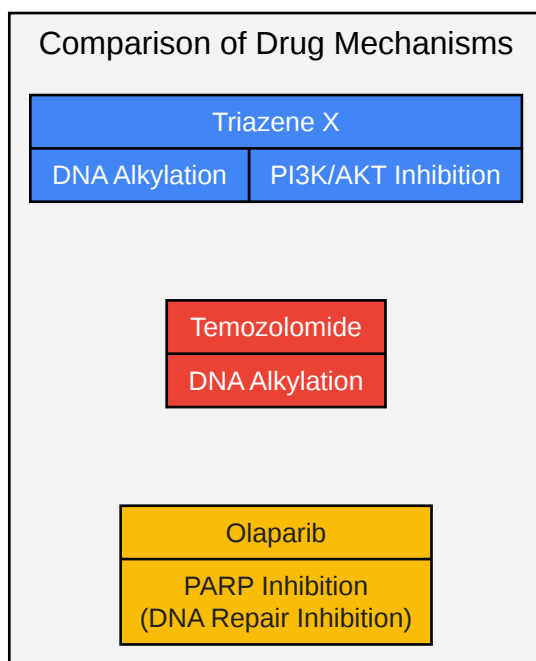 Comparison of Drug Mechanisms
Triazene X
DNA Alkylation
PI3K/AKT Inhibition
Temozolomide
DNA Alkylation
Olaparib
PARP Inhibition
(DNA Repair Inhibition)